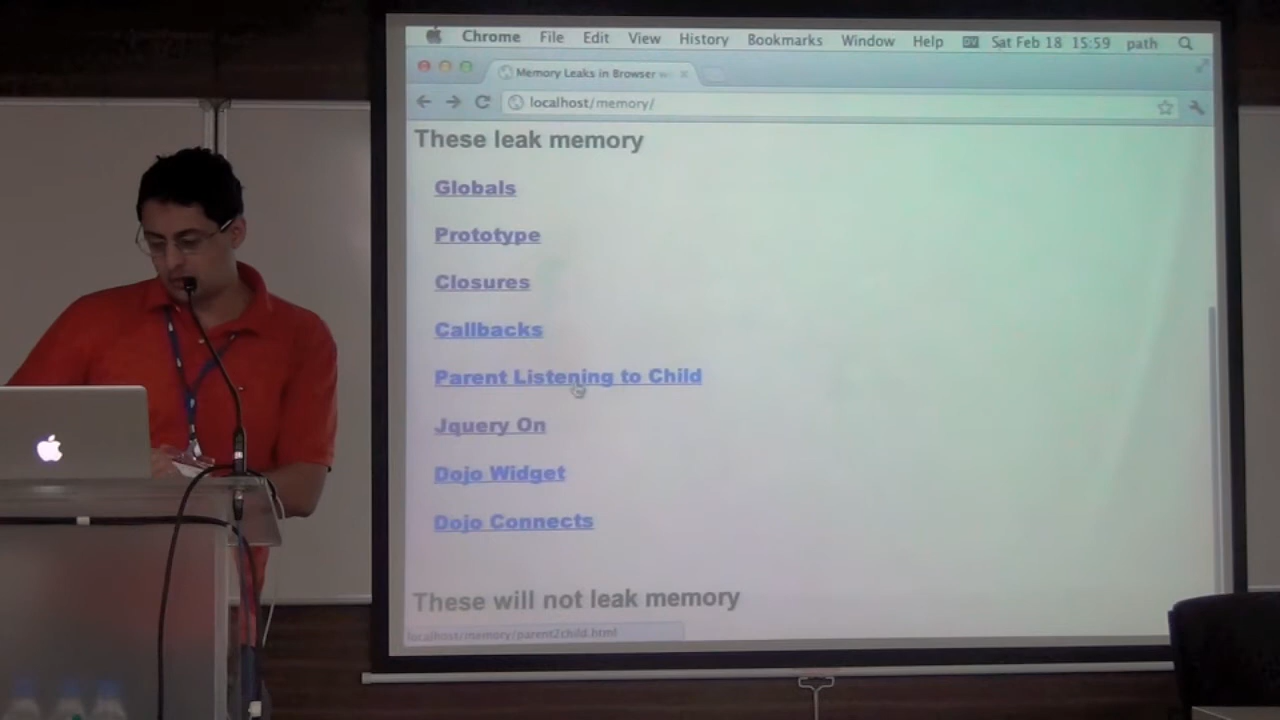 Chrome File Edit View History Bookmarks Window Help DV Sat Feb 18 15:59 path
Memory Leaks in Browser
localhost/memory/
These leak memory
Globals
Prototype
Closures
Callbacks
Parent Listening to Child
Jquery On
Dojo Widget
Dojo Connects
These will not leak memory
localhost/memory/parent2child.html